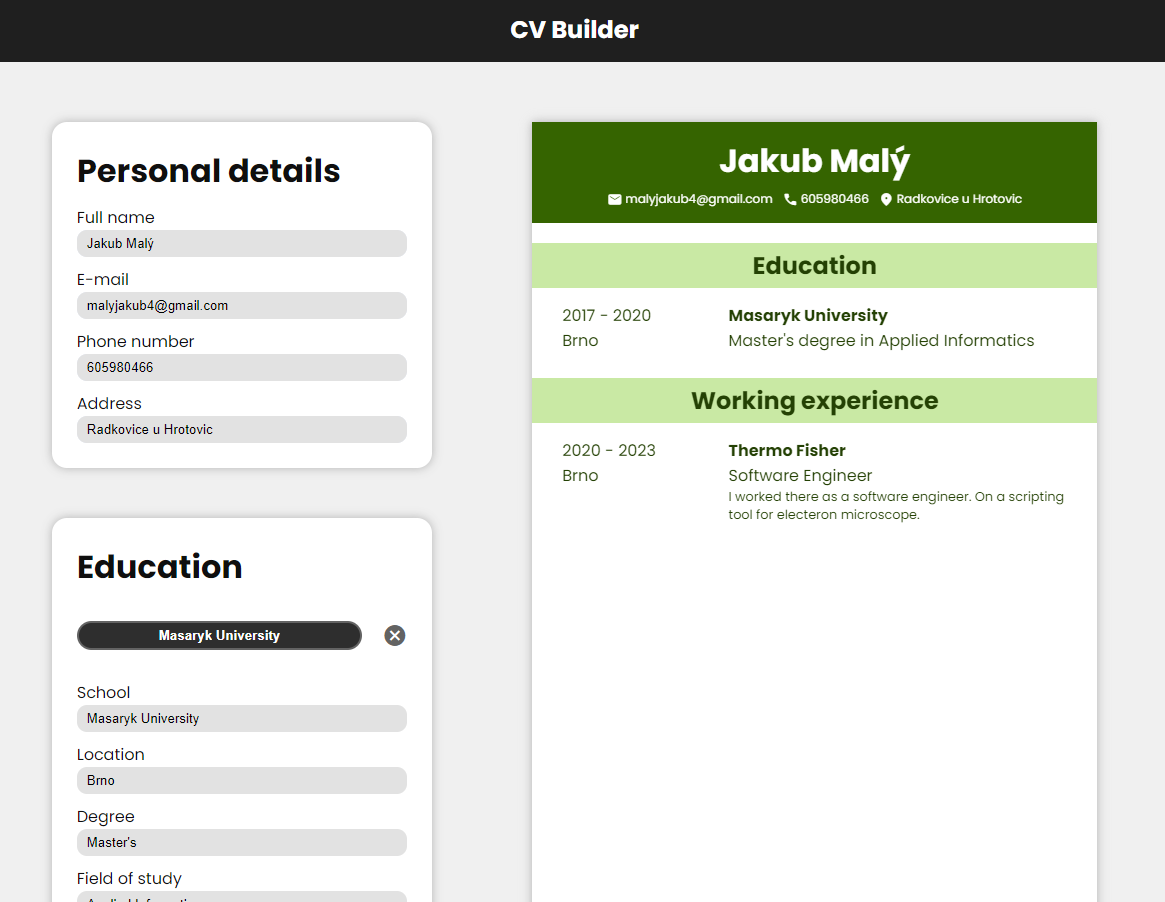 CV Builder
Personal details
Full name
Jakub Malý
E-mail
malyjakub4@gmail.com
Phone number
605980466
Address
Radkovice u Hrotovic
Education
Masaryk University
School
Masaryk University
Location
Brno
Degree
Master's
Field of study
Jakub Malý
malyjakub4@gmail.com 605980466 Radkovice u Hrotovic
Education
2017 - 2020 Masaryk University
Brno Master's degree in Applied Informatics
Working experience
2020 - 2023 Thermo Fisher
Brno Software Engineer
I worked there as a software engineer. On a scripting
tool for electeron microscope.